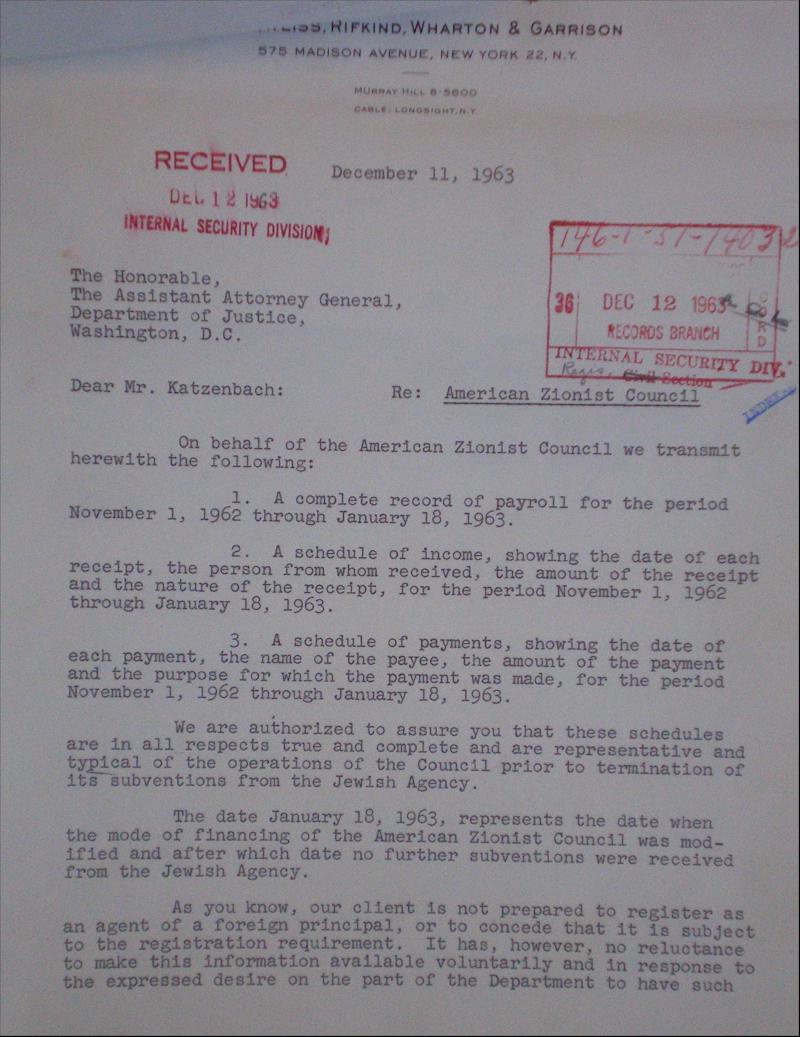 RIFKIND, WHARTON & GARRISON
575 MADISON AVENUE, NEW YORK 22, N.Y.
MURRAY HILL 8-5600
CABLE: LONGSIGHT, N.Y.
RECEIVED
DEC 12 1963
INTERNAL SECURITY DIVISION
December 11, 1963
146-1-51-14032
36 DEC 12 1963
RECORDS BRANCH
INTERNAL SECURITY DIV.
Regis. Civil Section
The Honorable,
The Assistant Attorney General,
Department of Justice,
Washington, D.C.
Dear Mr. Katzenbach:
Re: American Zionist Council
INDEX
On behalf of the American Zionist Council we transmit
herewith the following:
1. A complete record of payroll for the period
November 1, 1962 through January 18, 1963.
2. A schedule of income, showing the date of each
receipt, the person from whom received, the amount of the receipt
and the nature of the receipt, for the period November 1, 1962
through January 18, 1963.
3. A schedule of payments, showing the date of
each payment, the name of the payee, the amount of the payment
and the purpose for which the payment was made, for the period
November 1, 1962 through January 18, 1963.
We are authorized to assure you that these schedules
are in all respects true and complete and are representative and
typical of the operations of the Council prior to termination of
its subventions from the Jewish Agency.
The date January 18, 1963, represents the date when
the mode of financing of the American Zionist Council was mod-
ified and after which date no further subventions were received
from the Jewish Agency.
As you know, our client is not prepared to register as
an agent of a foreign principal, or to concede that it is subject
to the registration requirement. It has, however, no reluctance
to make this information available voluntarily and in response to
the expressed desire on the part of the Department to have such